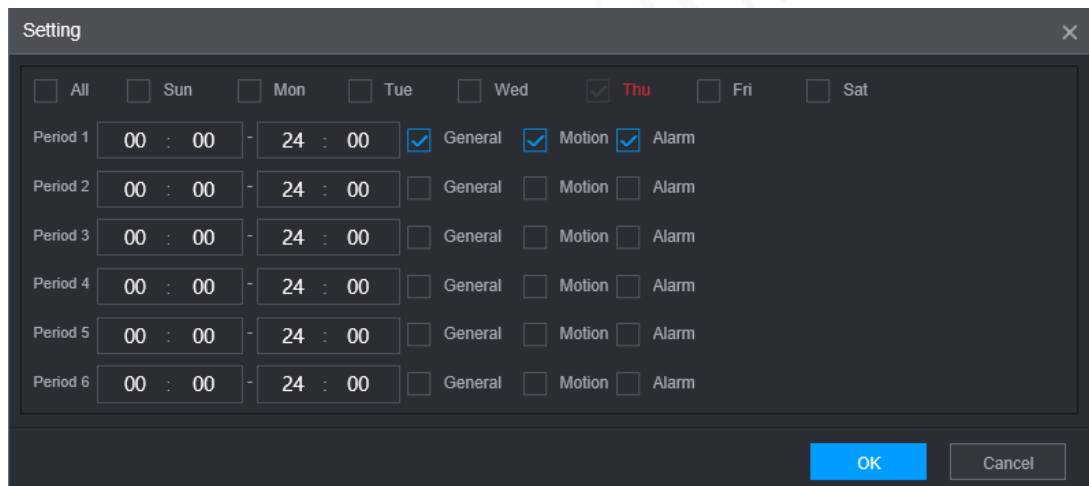 Setting
All Sun Mon Tue Wed Thu Fri Sat
Period 1 00 : 00 - 24 : 00 General Motion Alarm
Period 2 00 : 00 - 24 : 00 General Motion Alarm
Period 3 00 : 00 - 24 : 00 General Motion Alarm
Period 4 00 : 00 - 24 : 00 General Motion Alarm
Period 5 00 : 00 - 24 : 00 General Motion Alarm
Period 6 00 : 00 - 24 : 00 General Motion Alarm
OK Cancel